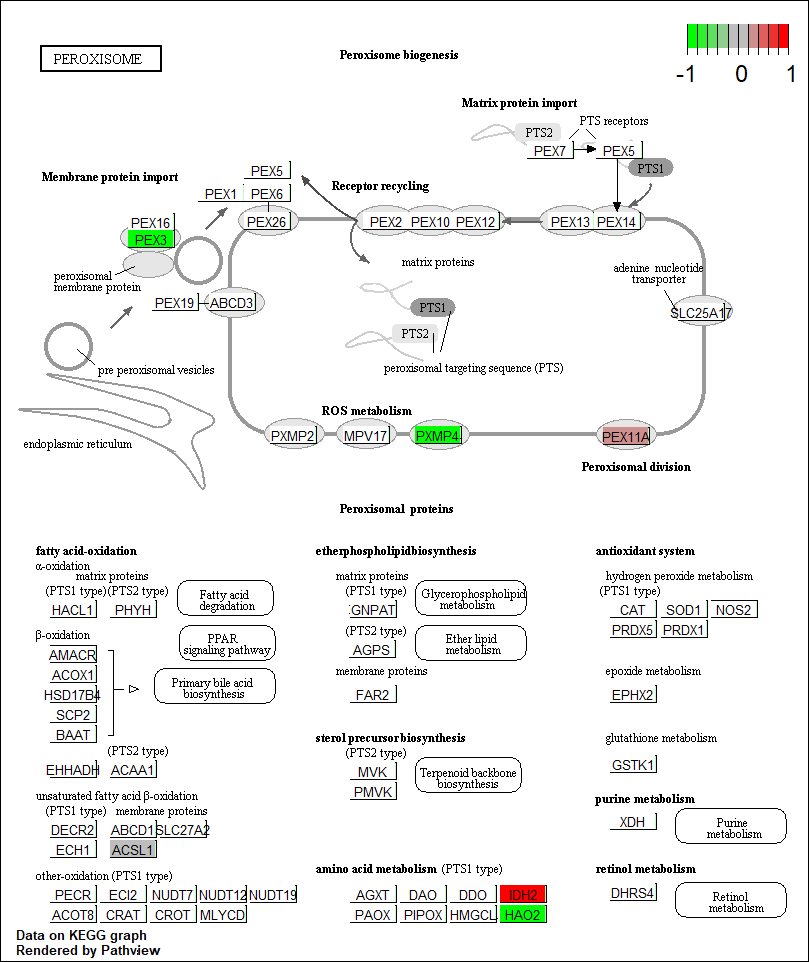 PEROXISOME
Peroxisome biogenesis
-1 0 1
Matrix protein import
PTS2
PTS receptors
PEX7
PEX5
PTS1
Membrane protein import
PEX5
PEX1
PEX6
Receptor recycling
PEX16
PEX3
PEX26
PEX2
PEX10
PEX12
PEX13
PEX14
peroxisomal
membrane protein
matrix proteins
adenine nucleotide
transporter
PEX19
ABCD3
PTS1
SLC25A17
PTS2
pre peroxisomal vesicles
peroxisomal targeting sequence (PTS)
endoplasmic reticulum
ROS metabolism
PXMP2
MPV17
PXMP4
PEX11A
Peroxisomal division
Peroxisomal proteins
fatty acid-oxidation
α-oxidation
matrix proteins
(PTS1 type) (PTS2 type)
HACL1
PHYH
Fatty acid
degradation
β-oxidation
PPAR
signaling pathway
AMACR
ACOX1
HSD17B4
SCP2
BAAT
Primary bile acid
biosynthesis
(PTS2 type)
EHHADH
ACAA1
unsaturated fatty acid β-oxidation
(PTS1 type) membrane proteins
DECR2
ABCD1
SLC27A2
ECH1
ACSL1
other-oxidation (PTS1 type)
PECR
ECI2
NUDT7
NUDT12
NUDT19
ACOT8
CRAT
CROT
MLYCD
etherphospholipidbiosynthesis
matrix proteins
(PTS1 type)
GNPAT
Glycerophospholipid
metabolism
(PTS2 type)
AGPS
Ether lipid
metabolism
membrane proteins
FAR2
sterol precursor biosynthesis
(PTS2 type)
MVK
PMVK
Terpenoid backbone
biosynthesis
amino acid metabolism (PTS1 type)
AGXT
DAO
DDO
IDH2
PAOX
PIPOX
HMGCL
HAO2
antioxidant system
hydrogen peroxide metabolism
(PTS1 type)
CAT
SOD1
NOS2
PRDX5
PRDX1
epoxide metabolism
EPHX2
glutathione metabolism
GSTK1
purine metabolism
XDH
Purine
metabolism
retinol metabolism
DHRS4
Retinol
metabolism
Data on KEGG graph
Rendered by Pathview